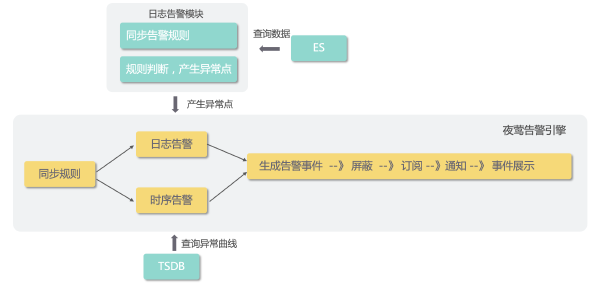 日志告警模块
同步告警规则
查询数据
ES
规则判断，产生异常点
产生异常点
夜莺告警引擎
日志告警
同步规则
生成告警事件 --》 屏蔽 --》 订阅 --》通知 --》 事件展示
时序告警
查询异常曲线
TSDB